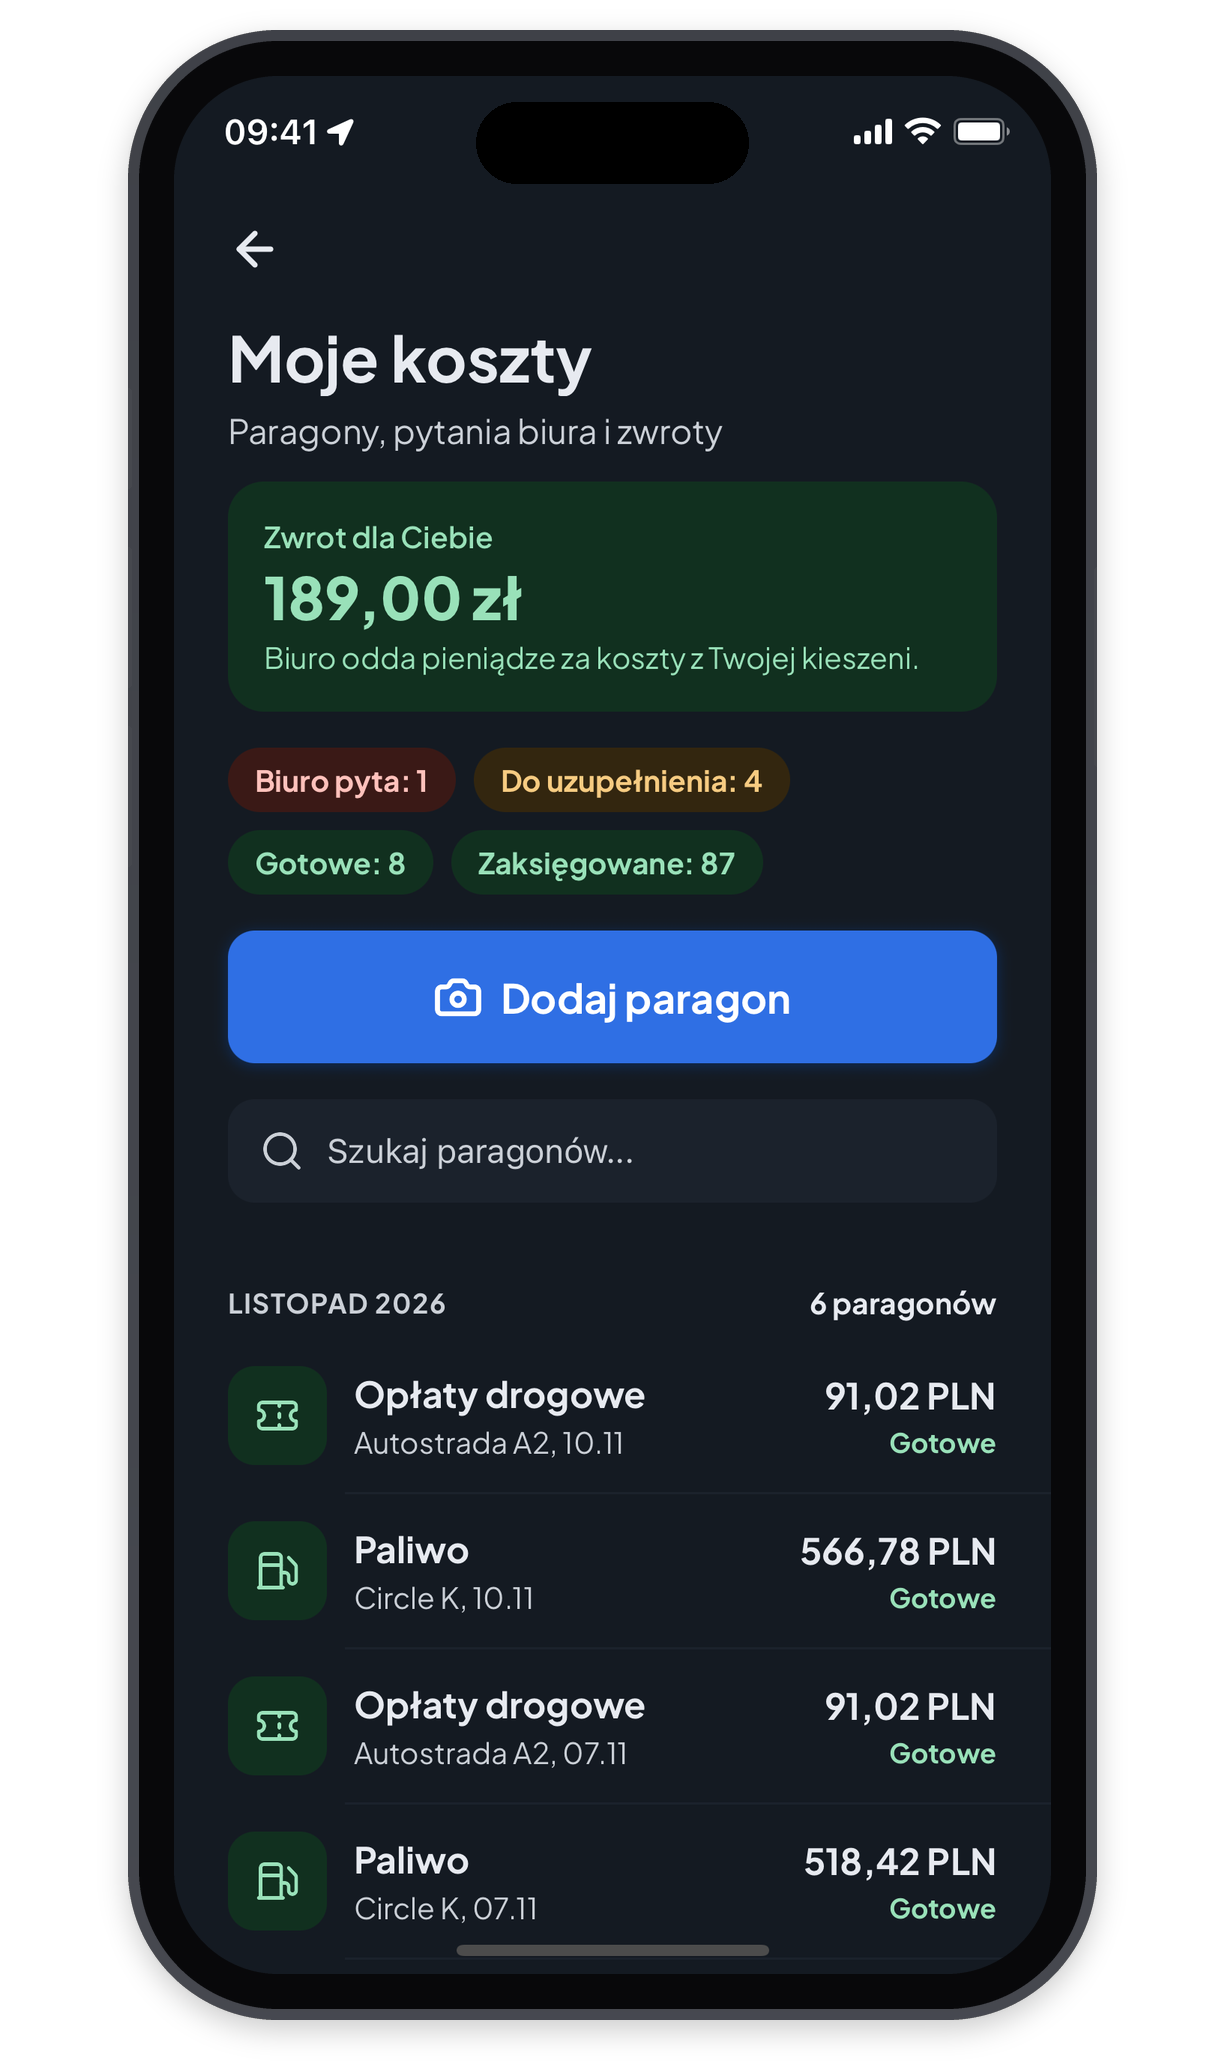 09:41
Moje koszty
Paragony, pytania biura i zwroty
Zwrot dla Ciebie
189,00 zł
Biuro odda pieniądze za koszty z Twojej kieszeni.
Biuro pyta: 1
Do uzupełnienia: 4
Gotowe: 8
Zaksięgowane: 87
Dodaj paragon
Szukaj paragonów...
LISTOPAD 2026
6 paragonów
Opłaty drogowe
91,02 PLN
Autostrada A2, 10.11
Gotowe
Paliwo
566,78 PLN
Circle K, 10.11
Gotowe
Opłaty drogowe
91,02 PLN
Autostrada A2, 07.11
Gotowe
Paliwo
518,42 PLN
Circle K, 07.11
Gotowe